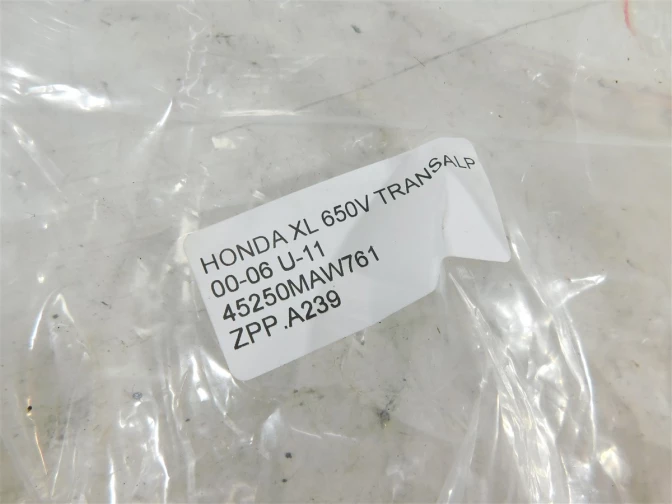 HONDA XL 650V TRANSALP
00-06 U-11
45250MAW761
ZPP .A239